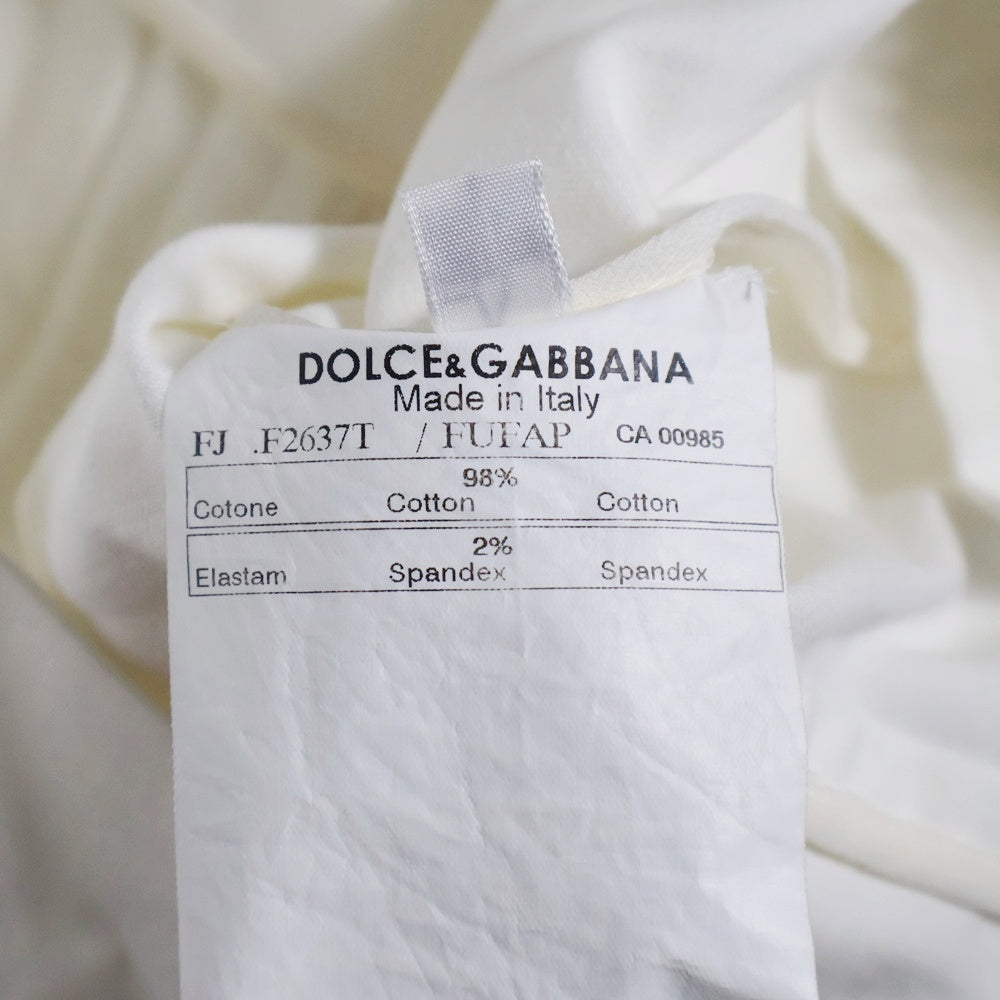 DOLCE&GABBANA
Made in Italy
FJ .F2637T / FUFAP CA 00985
98%
Cotone Cotton Cotton
2%
Elastam Spandex Spandex